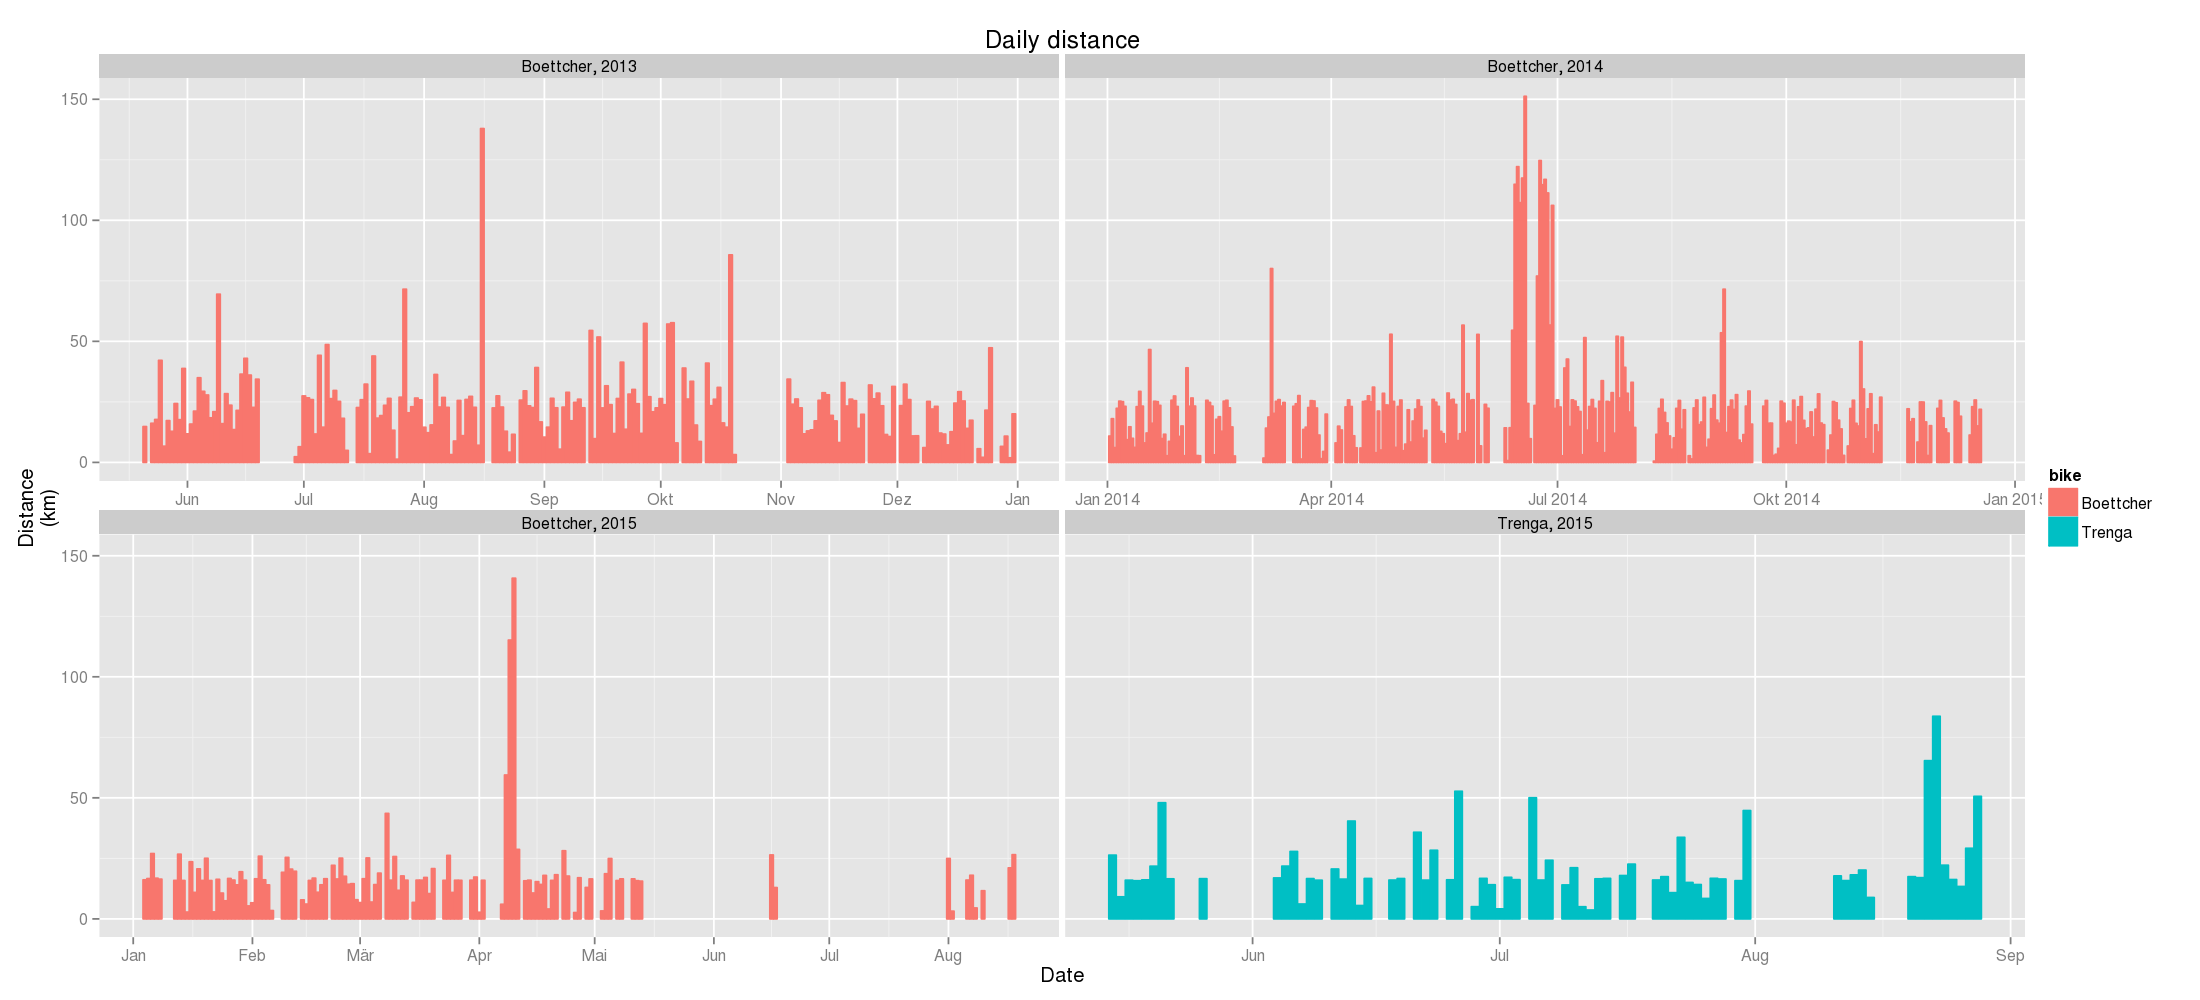 Daily distance
Boettcher, 2013
Boettcher, 2014
150
100
50
0
Jun Jul Aug Sep Okt Nov Dez Jan
Jan 2014 Apr 2014 Jul 2014 Okt 2014 Jan 201
Boettcher, 2015
Trenga, 2015
150
100
50
0
Jan Feb Mär Apr Mai Jun Jul Aug
Jun Jul Aug Sep
Date
Distance
(km)
bike
Boettcher
Trenga